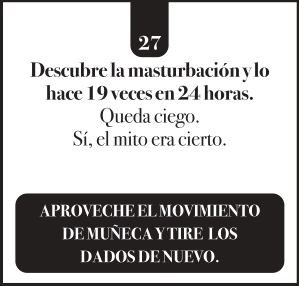 27
Descubre la masturbación y lo
hace 19 veces en 24 horas.
Queda ciego.
Sí, el mito era cierto.
APROVECHE EL MOVIMIENTO
DE MUÑECA Y TIRE LOS
DADOS DE NUEVO.